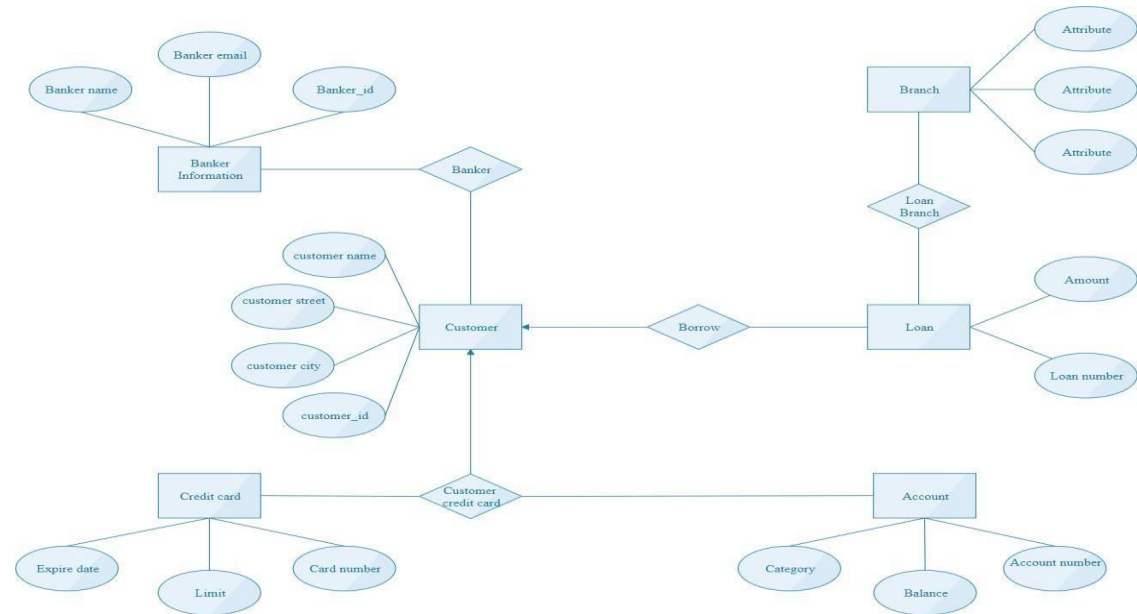 Attribute
Banker email
Banker name
Banker_id
Branch
Attribute
Attribute
Banker
Information
Banker
Loan
Branch
customer name
customer street
Customer
Borrow
Loan
Amount
customer city
Loan number
customer_id
Credit card
Customer
credit card
Account
Expire date
Limit
Card number
Category
Balance
Account number